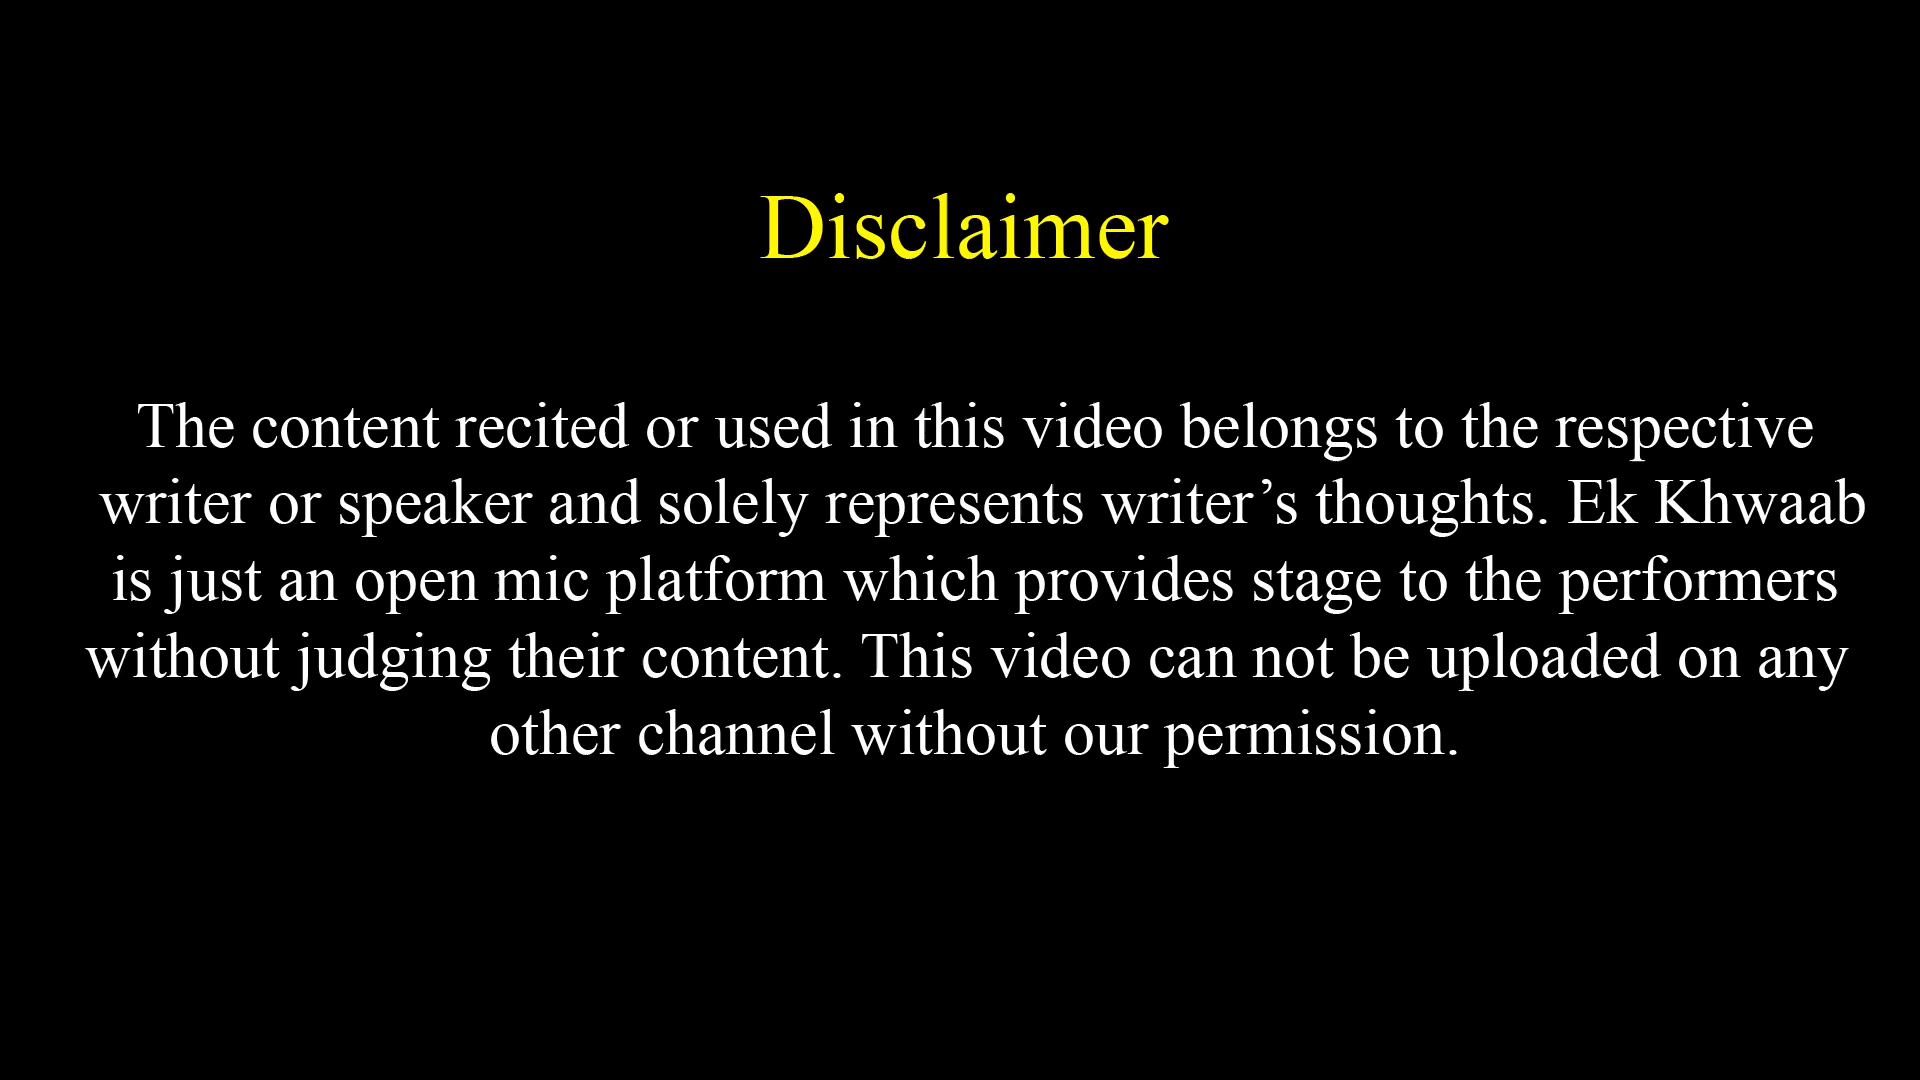 Disclaimer
The content recited or used in this video belongs to the respective
writer or speaker and solely represents writer’s thoughts. Ek Khwaab
is just an open mic platform which provides stage to the performers
without judging their content. This video can not be uploaded on any
other channel without our permission.